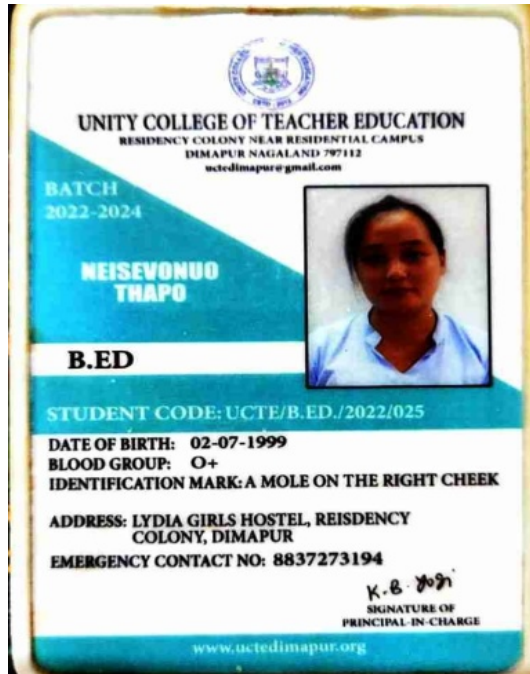 UNITY COLLEGE OF TEACHER EDUCATION
RESIDENCY COLONY NEAR RESIDENTIAL CAMPUS
DIMAPUR NAGALAND 797112
uctedimapur@gmail.com
BATCH
2022-2024
NEISEVONUO
THAPO
B.ED
STUDENT CODE: UCTE/B.ED./2022/025
DATE OF BIRTH: 02-07-1999
BLOOD GROUP: O+
IDENTIFICATION MARK: A MOLE ON THE RIGHT CHEEK
ADDRESS: LYDIA GIRLS HOSTEL, REISDENCY
COLONY, DIMAPUR
EMERGENCY CONTACT NO: 8837273194
K. B. Yogi
SIGNATURE OF
PRINCIPAL-IN-CHARGE
www.uctedimapur.org